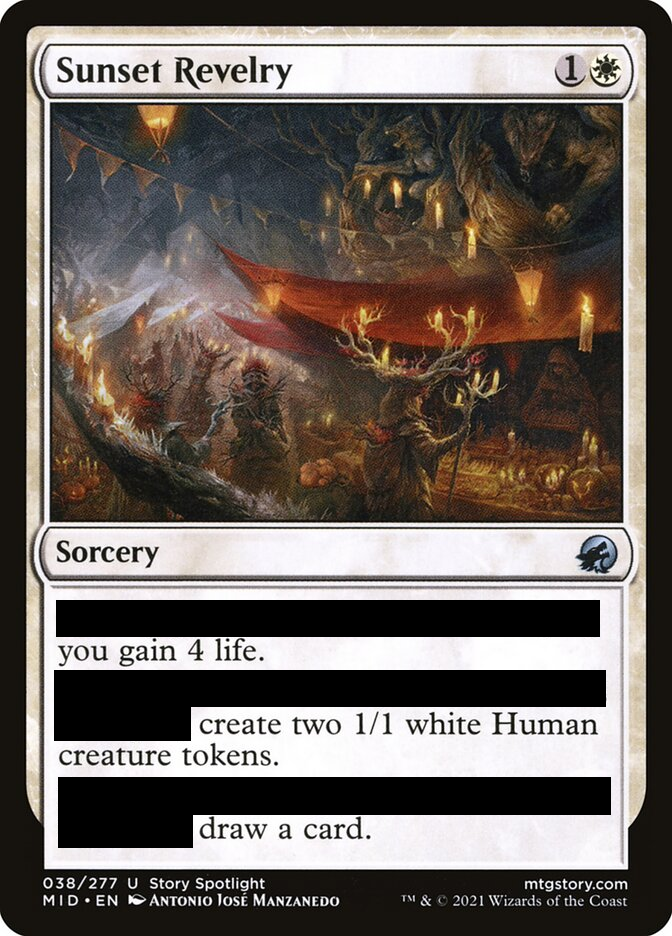 Sunset Revelry 1
Sorcery
you gain 4 life.
create two 1/1 white Human
creature tokens.
draw a card.
038/277 U Story Spotlight mtgstory.com
MID • EN Antonio José Manzanedo ™ & © 2021 Wizards of the Coast